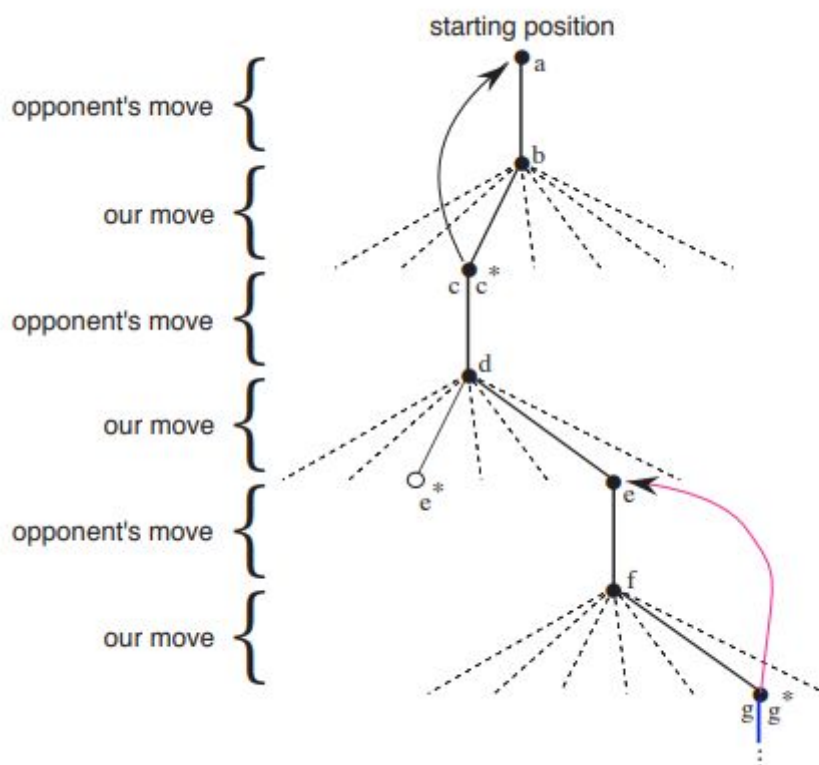 starting position
a
opponent's move
b
our move
c c*
opponent's move
d
our move
e* e
opponent's move
f
our move
g g*